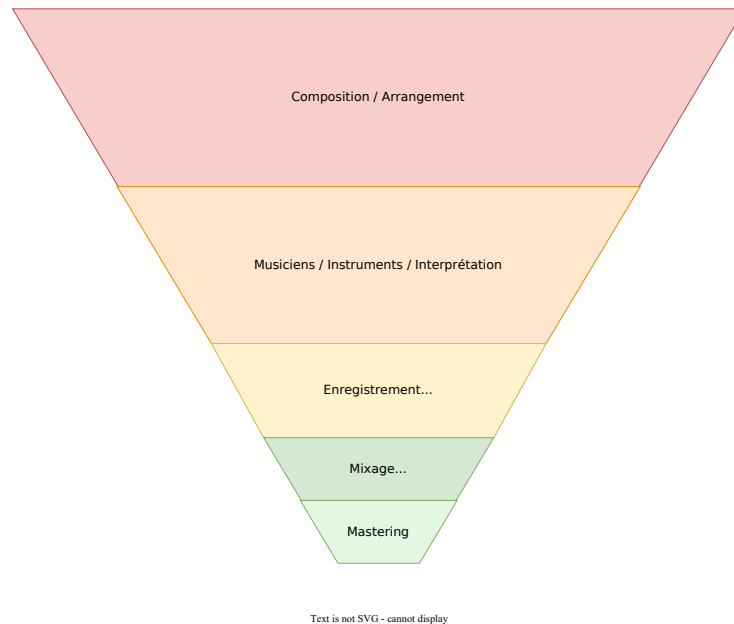 Composition / Arrangement
Musiciens / Instruments / Interprétation
Enregistrement...
Mixage...
Mastering
Text is not SVG - cannot display